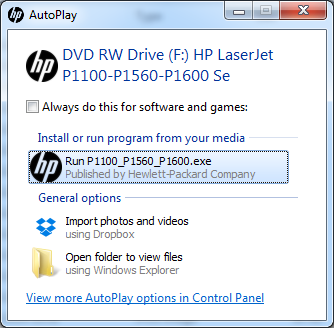 AutoPlay
DVD RW Drive (F:) HP LaserJet
P1100-P1560-P1600 Se
Always do this for software and games:
Install or run program from your media
Run P1100_P1560_P1600.exe
Published by Hewlett-Packard Company
General options
Import photos and videos
using Dropbox
Open folder to view files
using Windows Explorer
View more AutoPlay options in Control Panel